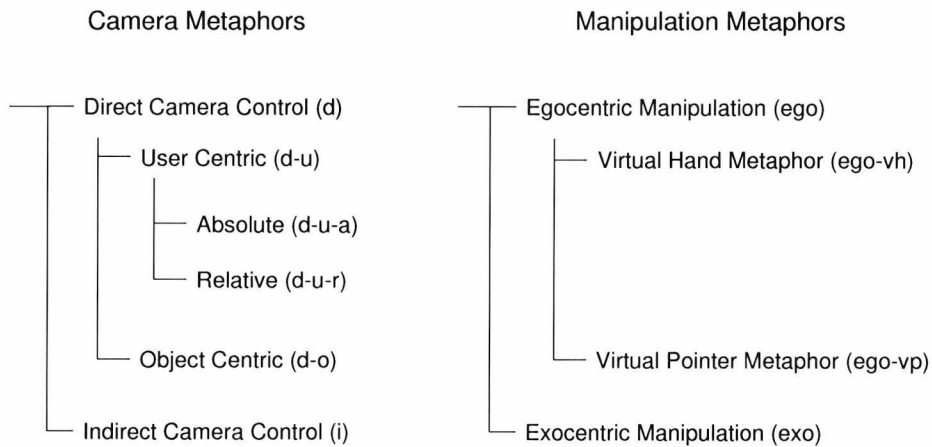 Camera Metaphors
Direct Camera Control (d)
User Centric (d-u)
Absolute (d-u-a)
Relative (d-u-r)
Object Centric (d-o)
Indirect Camera Control (i)
Manipulation Metaphors
Egocentric Manipulation (ego)
Virtual Hand Metaphor (ego-vh)
Virtual Pointer Metaphor (ego-vp)
Exocentric Manipulation (exo)